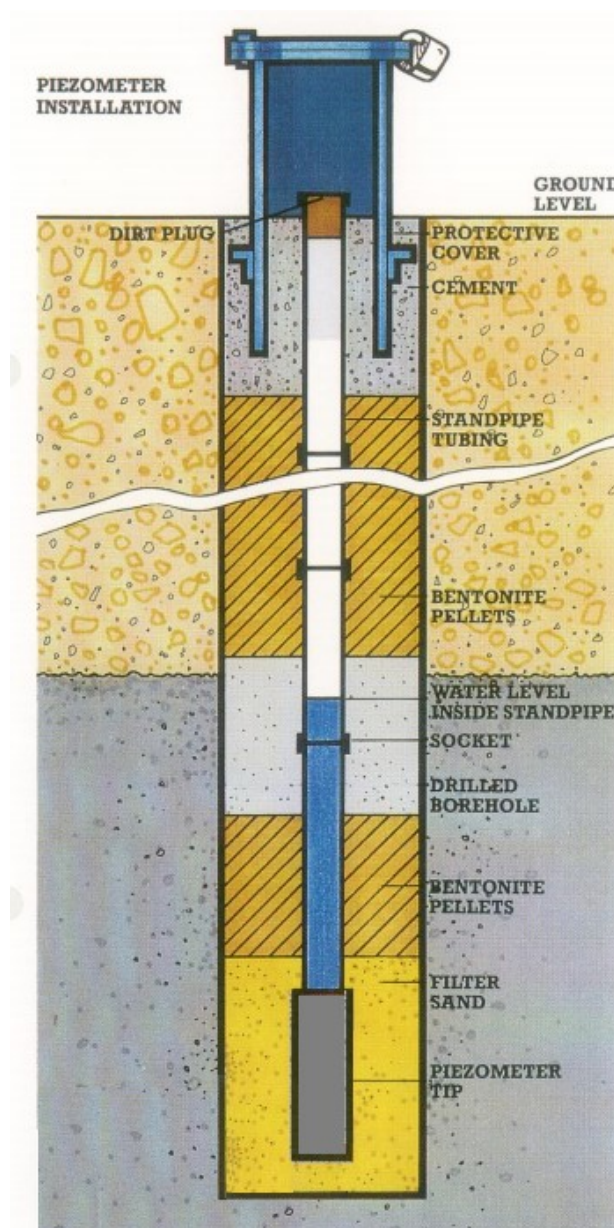 PIEZOMETER
INSTALLATION
GROUND
LEVEL
DIRT PLUG
PROTECTIVE
COVER
CEMENT
STANDPIPE
TUBING
BENTONITE
PELLETS
WATER LEVEL
INSIDE STANDPIPE
SOCKET
DRILLED
BOREHOLE
BENTONITE
PELLETS
FILTER
SAND
PIEZOMETER
TIP